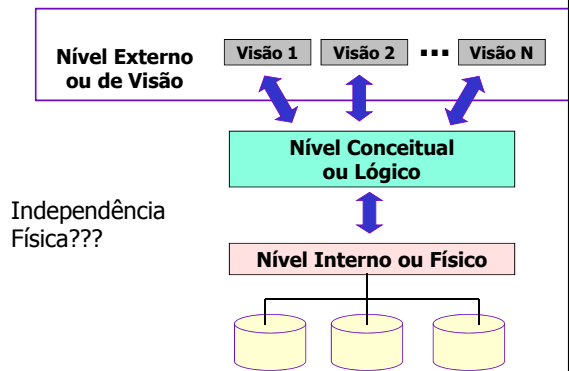 Nível Externo
ou de Visão
Visão 1 Visão 2 ... Visão N
Nível Conceitual
ou Lógico
Independência
Física???
Nível Interno ou Físico